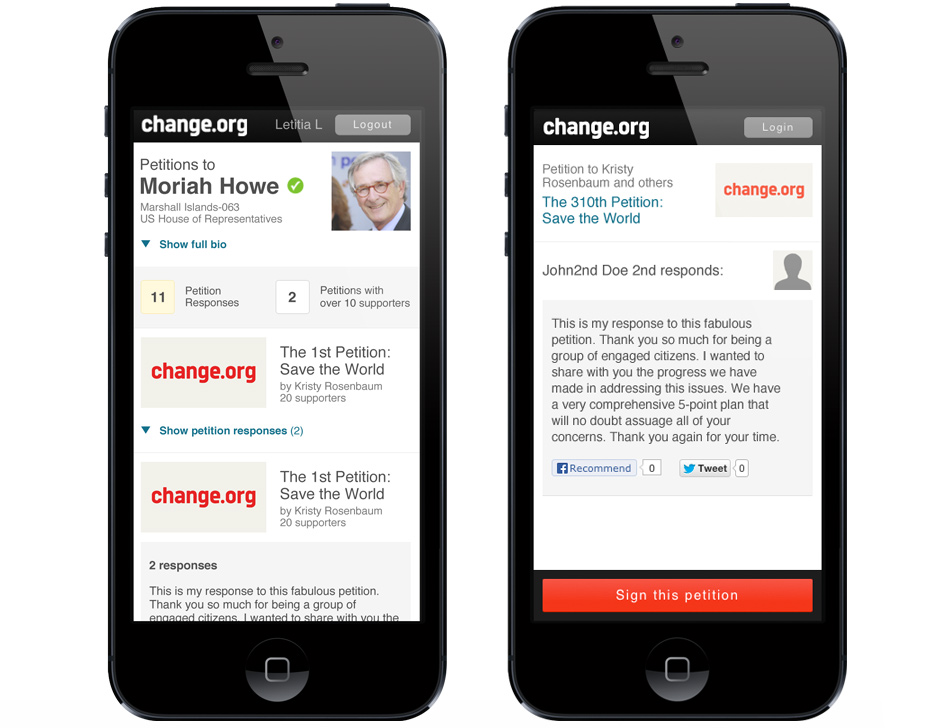 change.org Letitia L Logout
Petitions to
Moriah Howe
Marshall Islands-063
US House of Representatives
Show full bio
11 Petition
Responses
2 Petitions with
over 10 supporters
change.org
The 1st Petition:
Save the World
by Kristy Rosenbaum
20 supporters
Show petition responses (2)
change.org
The 1st Petition:
Save the World
by Kristy Rosenbaum
20 supporters
2 responses
This is my response to this fabulous petition.
Thank you so much for being a group of
engaged citizens. I wanted to share with you the
change.org Login
Petition to Kristy
Rosenbaum and others
The 310th Petition:
Save the World
change.org
John2nd Doe 2nd responds:
This is my response to this fabulous
petition. Thank you so much for being a
group of engaged citizens. I wanted to
share with you the progress we have
made in addressing this issues. We have
a very comprehensive 5-point plan that
will no doubt assuage all of your
concerns. Thank you again for your time.
Recommend 0 Tweet 0
Sign this petition